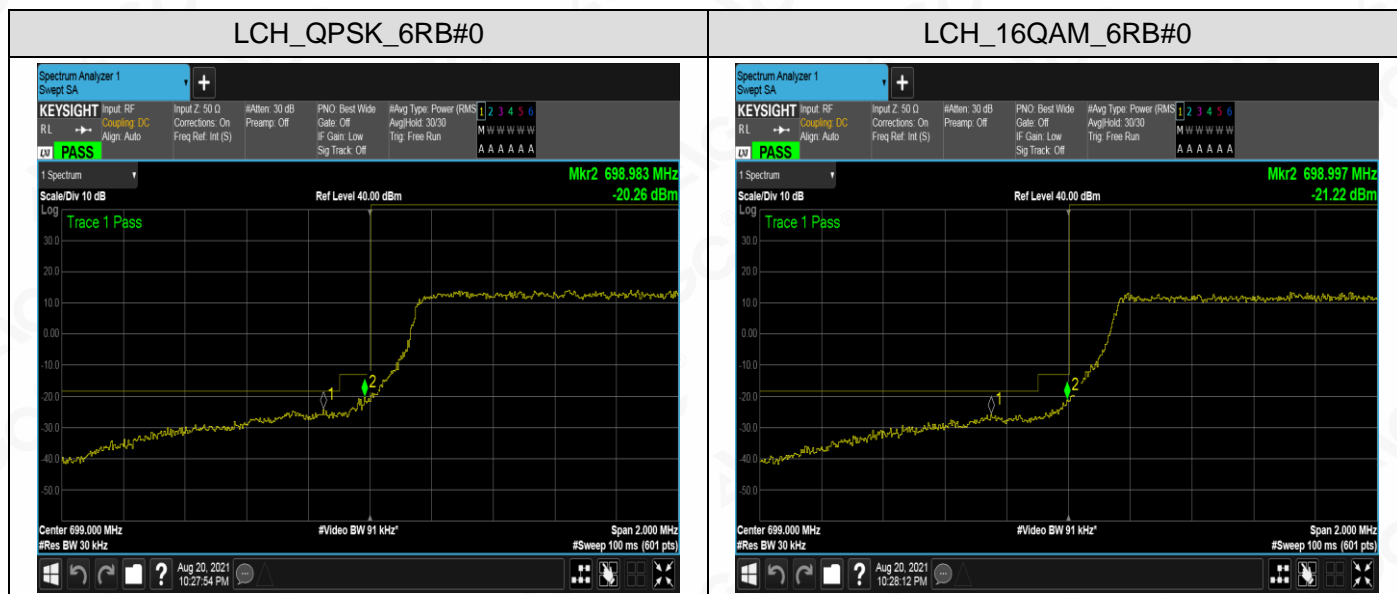 LCH_QPSK_6RB#0
Spectrum Analyzer 1
Swept SA
+
KEYSIGHT
RL
LXI
PASS
Input: RF
Coupling: DC
Align: Auto
Input Z: 50 Ω
Corrections: On
Freq Ref: Int (S)
#Atten: 30 dB
Preamp: Off
PNO: Best Wide
Gate: Off
IF Gain: Low
Sig Track: Off
#Avg Type: Power (RMS
Avg|Hold: 30/30
Trig: Free Run
1 2 3 4 5 6
M W W W W W
A A A A A A
1 Spectrum
Mkr2 698.983 MHz
Scale/Div 10 dB
Ref Level 40.00 dBm
-20.26 dBm
Log
Trace 1 Pass
30.0
20.0
10.0
0.00
-10.0
-20.0
-30.0
-40.0
-50.0
1
2
Center 699.000 MHz
#Video BW 91 kHz*
Span 2.000 MHz
#Res BW 30 kHz
#Sweep 100 ms (601 pts)
?
Aug 20, 2021
10:27:54 PM
LCH_16QAM_6RB#0
Spectrum Analyzer 1
Swept SA
+
KEYSIGHT
RL
LXI
PASS
Input: RF
Coupling: DC
Align: Auto
Input Z: 50 Ω
Corrections: On
Freq Ref: Int (S)
#Atten: 30 dB
Preamp: Off
PNO: Best Wide
Gate: Off
IF Gain: Low
Sig Track: Off
#Avg Type: Power (RMS
Avg|Hold: 30/30
Trig: Free Run
1 2 3 4 5 6
M W W W W W
A A A A A A
1 Spectrum
Mkr2 698.997 MHz
Scale/Div 10 dB
Ref Level 40.00 dBm
-21.22 dBm
Log
Trace 1 Pass
30.0
20.0
10.0
0.00
-10.0
-20.0
-30.0
-40.0
-50.0
1
2
Center 699.000 MHz
#Video BW 91 kHz*
Span 2.000 MHz
#Res BW 30 kHz
#Sweep 100 ms (601 pts)
?
Aug 20, 2021
10:28:12 PM